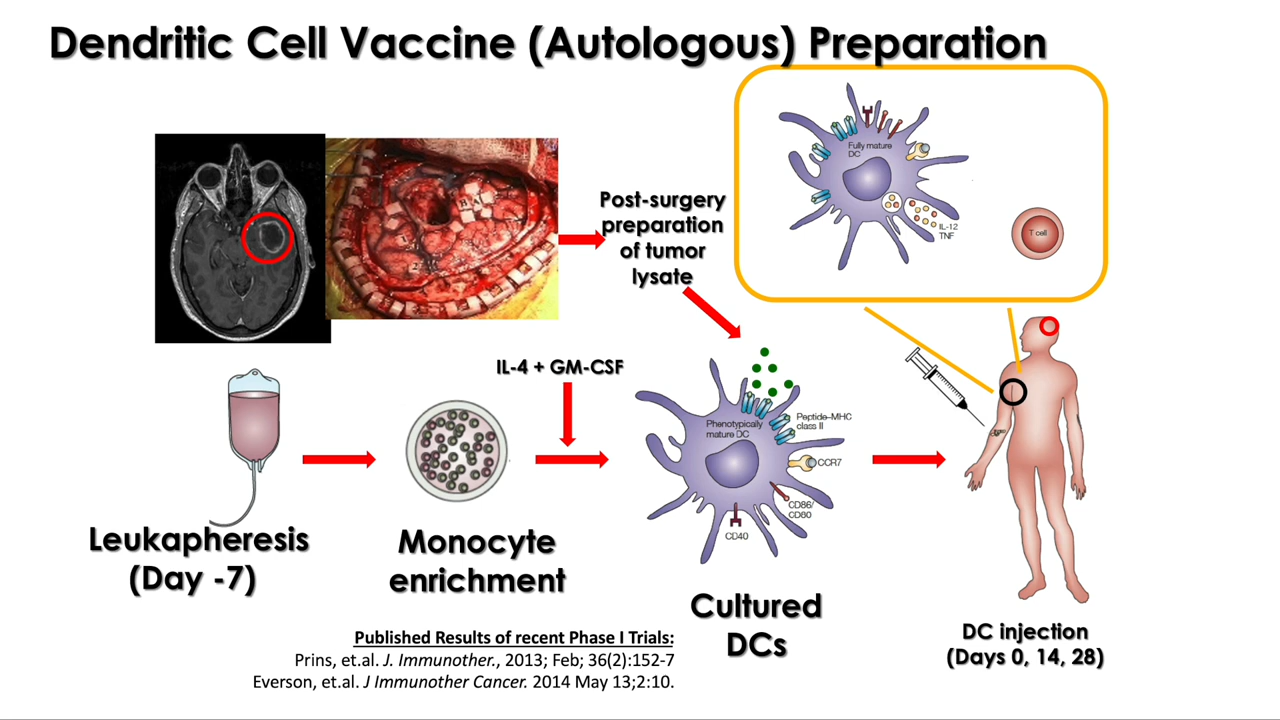 Dendritic Cell Vaccine (Autologous) Preparation
Post-surgery
preparation
of tumor
lysate
Fully mature
DC
IL-12
TNF
T cell
IL-4 + GM-CSF
Phenotypically
mature DC
Peptide–MHC
class II
CCR7
CD86/
CD80
CD40
Leukapheresis
(Day -7)
Monocyte
enrichment
Cultured
DCs
DC injection
(Days 0, 14, 28)
Published Results of recent Phase I Trials:
Prins, et.al. J. Immunother., 2013; Feb; 36(2):152-7
Everson, et.al. J Immunother Cancer. 2014 May 13;2:10.